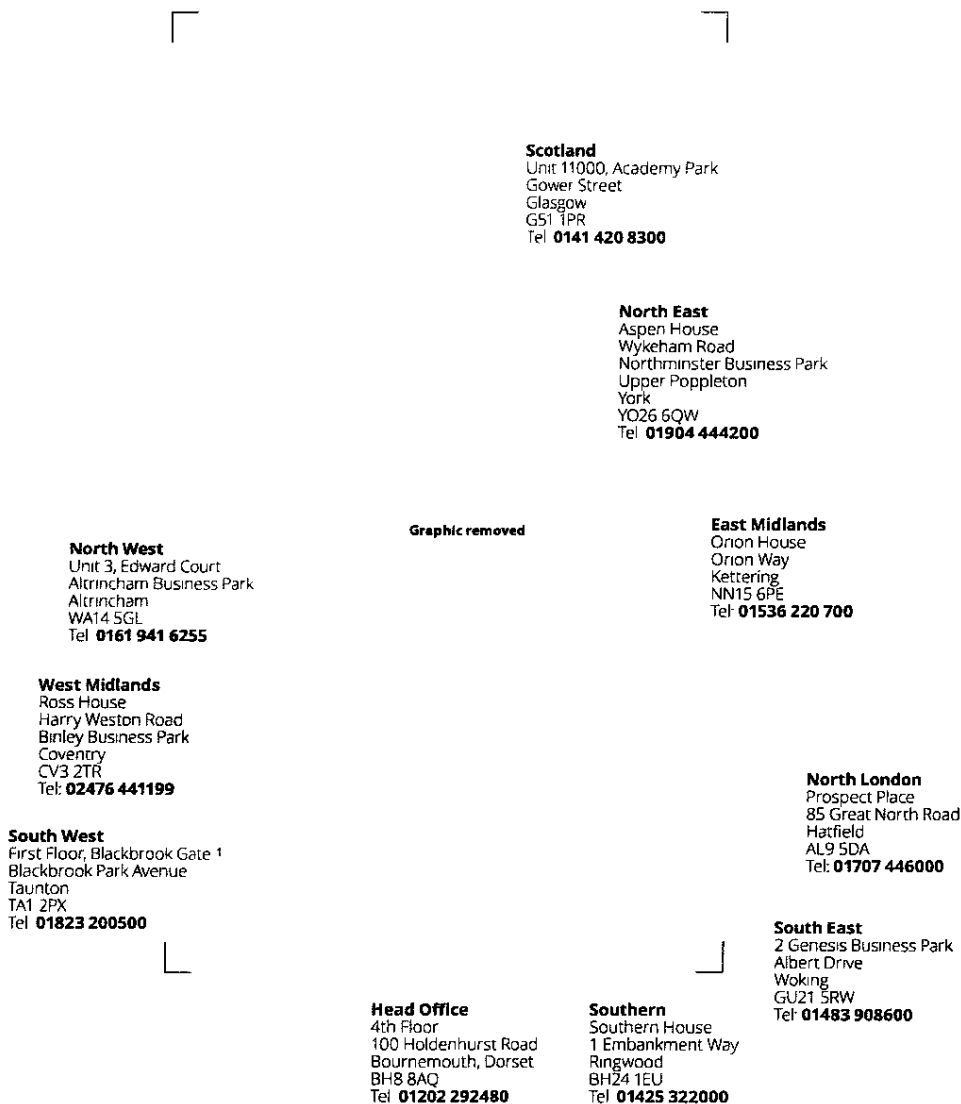 Scotland
Unit 11000, Academy Park
Gower Street
Glasgow
G51 1PR
Tel 0141 420 8300
North East
Aspen House
Wykeham Road
Northminster Business Park
Upper Poppleton
York
YO26 6QW
Tel 01904 444200
Graphic removed
North West
Unit 3, Edward Court
Altrincham Business Park
Altrincham
WA14 5GL
Tel 0161 941 6255
East Midlands
Orion House
Orion Way
Kettering
NN15 6PE
Tel: 01536 220 700
West Midlands
Ross House
Harry Weston Road
Binley Business Park
Coventry
CV3 2TR
Tel: 02476 441199
North London
Prospect Place
85 Great North Road
Hatfield
AL9 5DA
Tel: 01707 446000
South West
First Floor, Blackbrook Gate 1
Blackbrook Park Avenue
Taunton
TA1 2PX
Tel 01823 200500
South East
2 Genesis Business Park
Albert Drive
Woking
GU21 5RW
Tel: 01483 908600
Head Office
4th Floor
100 Holdenhurst Road
Bournemouth, Dorset
BH8 8AQ
Tel 01202 292480
Southern
Southern House
1 Embankment Way
Ringwood
BH24 1EU
Tel 01425 322000